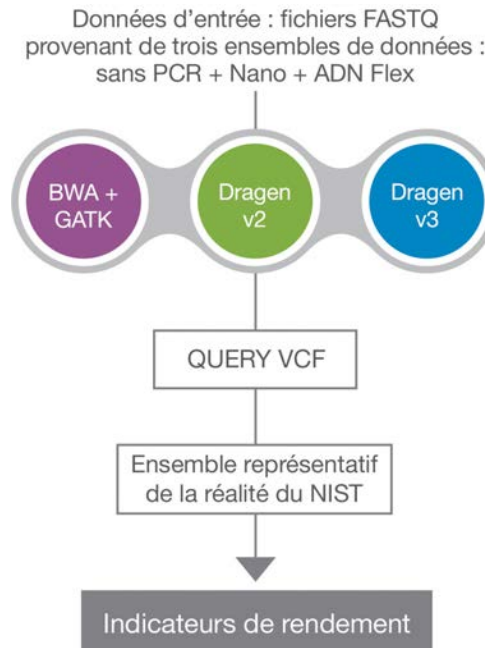 Données d'entrée : fichiers FASTQ
provenant de trois ensembles de données :
sans PCR + Nano + ADN Flex
BWA +
GATK
Dragen
v2
Dragen
v3
QUERY VCF
Ensemble représentatif
de la réalité du NIST
Indicateurs de rendement